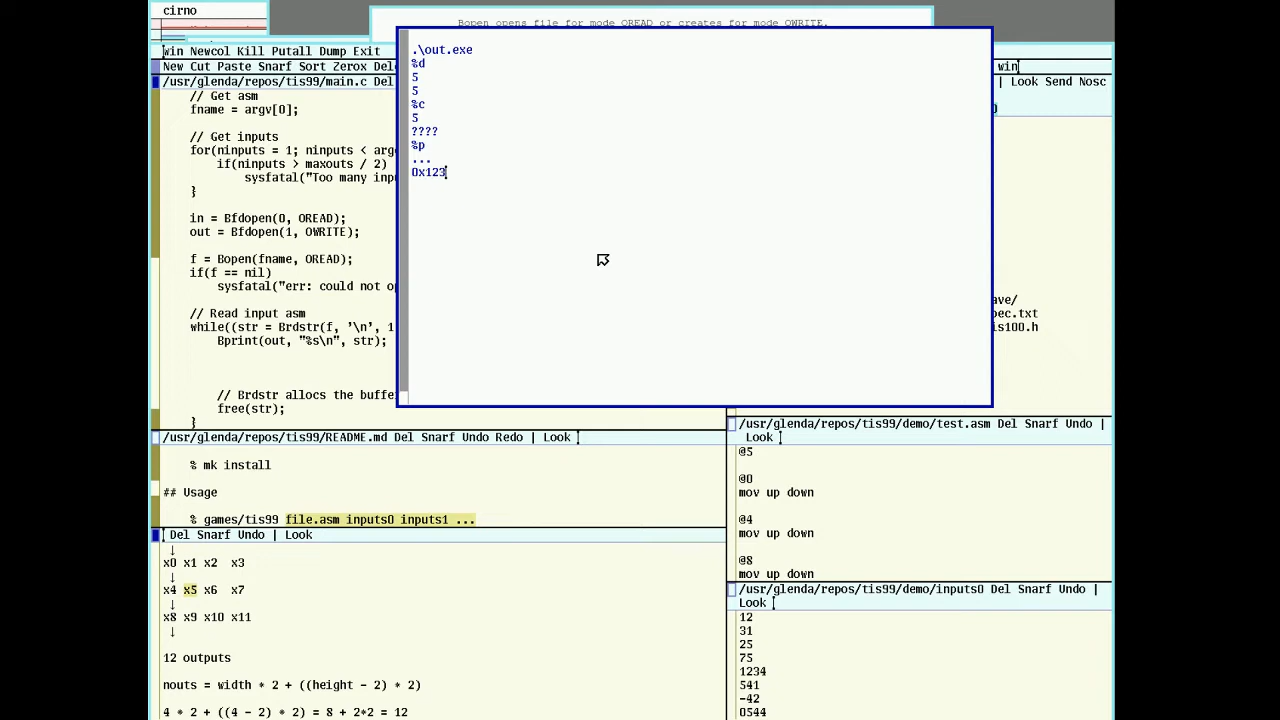 cirno
Bopen opens file for mode OREAD or creates for mode OWRITE.
Win Newcol Kill Putall Dump Exit
New Cut Paste Snarf Sort Zerox Del
/usr/glenda/repos/tis99/main.c Del
// Get asm
fname = argv[0];
// Get inputs
for(ninputs = 1; ninputs < arg
if(ninputs > maxouts / 2)
sysfatal("Too many inp
}
in = Bfdopen(0, OREAD);
out = Bfdopen(1, OWRITE);
f = Bopen(fname, OREAD);
if(f == nil)
sysfatal("err: could not op
// Read input asm
while((str = Brdstr(f, '\n', 1
Bprint(out, "%s\n", str);
// Brdstr allocs the buffe
free(str);
}
.\out.exe
%d
5
5
%c
5
????
%p
...
0x123
win
| Look Send Nosc
ave/
pec.txt
is100.h
/usr/glenda/repos/tis99/README.md Del Snarf Undo Redo | Look
% mk install
## Usage
% games/tis99 file.asm inputs0 inputs1 ...
Del Snarf Undo | Look
↓
x0 x1 x2 x3
↓
x4 x5 x6 x7
↓
x8 x9 x10 x11
↓
12 outputs
nouts = width * 2 + ((height - 2) * 2)
4 * 2 + ((4 - 2) * 2) = 8 + 2*2 = 12
/usr/glenda/repos/tis99/demo/test.asm Del Snarf Undo |
Look
@5
@0
mov up down
@4
mov up down
@8
mov up down
/usr/glenda/repos/tis99/demo/inputs0 Del Snarf Undo |
Look
12
31
25
75
1234
541
-42
0544